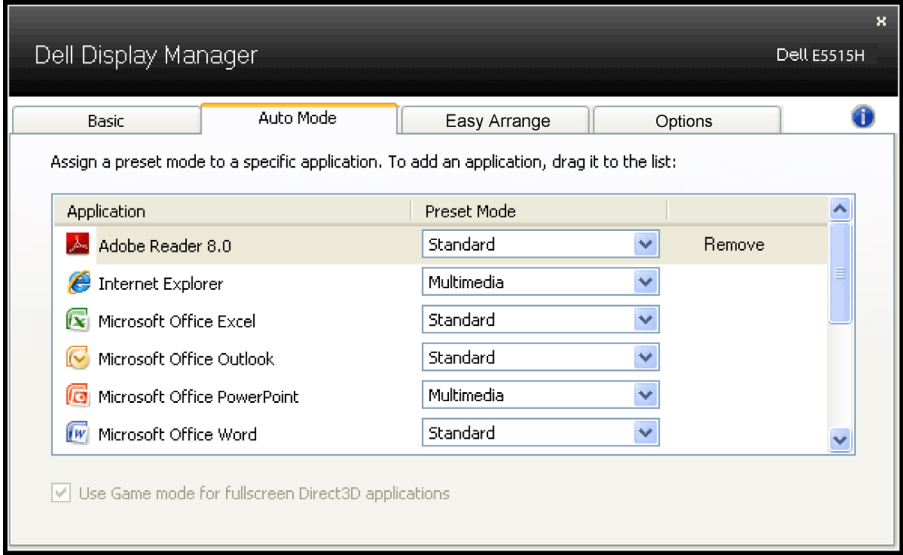 Dell Display Manager
Dell E5515H
Basic Auto Mode Easy Arrange Options
Assign a preset mode to a specific application. To add an application, drag it to the list:
Application Preset Mode
Adobe Reader 8.0 Standard Remove
Internet Explorer Multimedia
Microsoft Office Excel Standard
Microsoft Office Outlook Standard
Microsoft Office PowerPoint Multimedia
Microsoft Office Word Standard
Use Game mode for fullscreen Direct3D applications